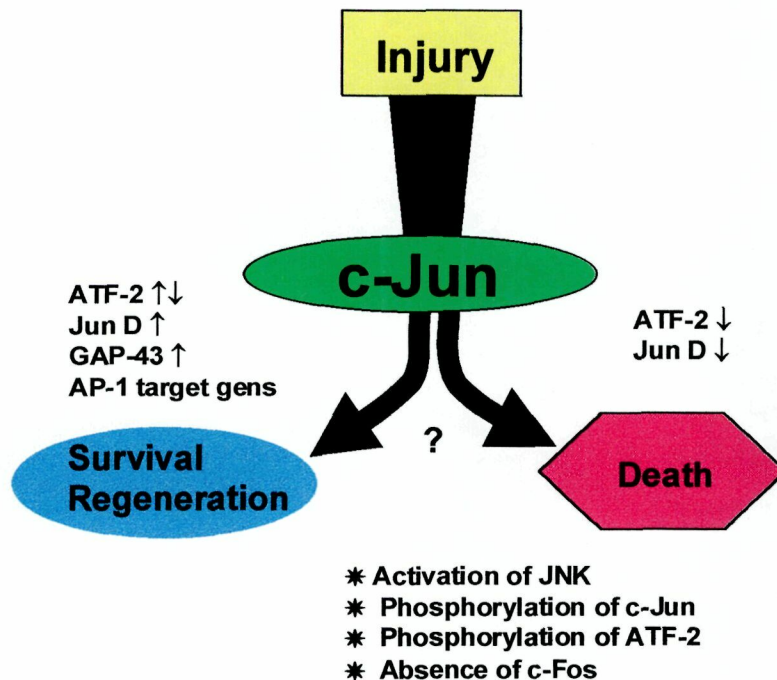 Injury
c-Jun
ATF-2 ↑↓
Jun D ↑
GAP-43 ↑
AP-1 target gens
ATF-2 ↓
Jun D ↓
?
Survival
Regeneration
Death
✷ Activation of JNK
✷ Phosphorylation of c-Jun
✷ Phosphorylation of ATF-2
✷ Absence of c-Fos